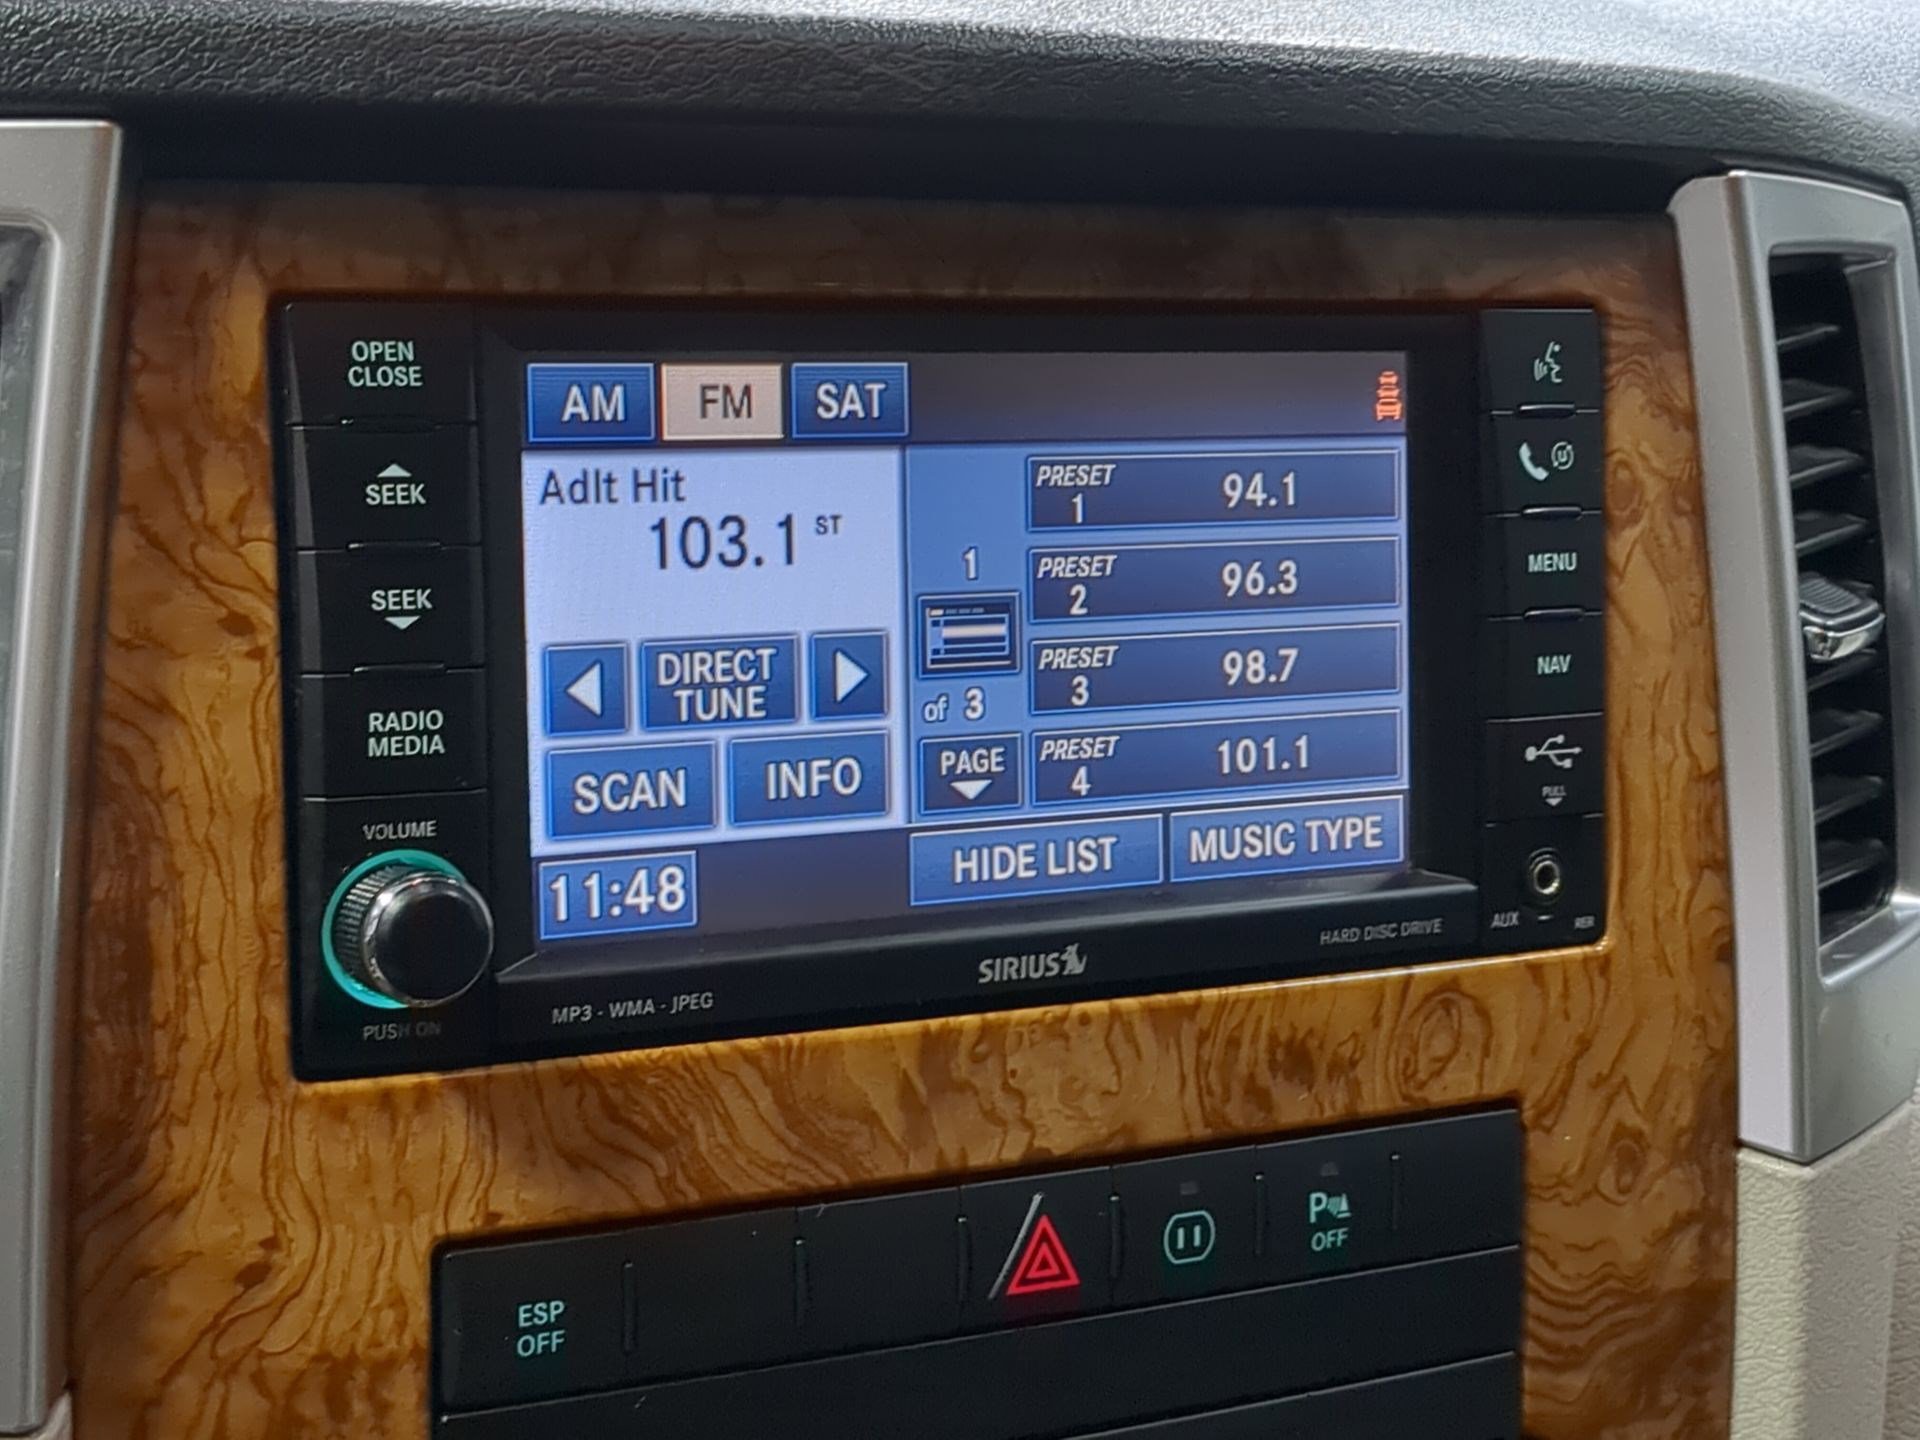 OPEN
CLOSE
SEEK
SEEK
RADIO
MEDIA
VOLUME
PUSH ON
AM
FM
SAT
Adlt Hit
103.1 ST
DIRECT
TUNE
SCAN
INFO
11:48
1
of 3
PAGE
PRESET
1
94.1
PRESET
2
96.3
PRESET
3
98.7
PRESET
4
101.1
HIDE LIST
MUSIC TYPE
MP3 - WMA - JPEG
SIRIUS
HARD DISC DRIVE
MENU
NAV
PULL
AUX
ESP
OFF
P
OFF